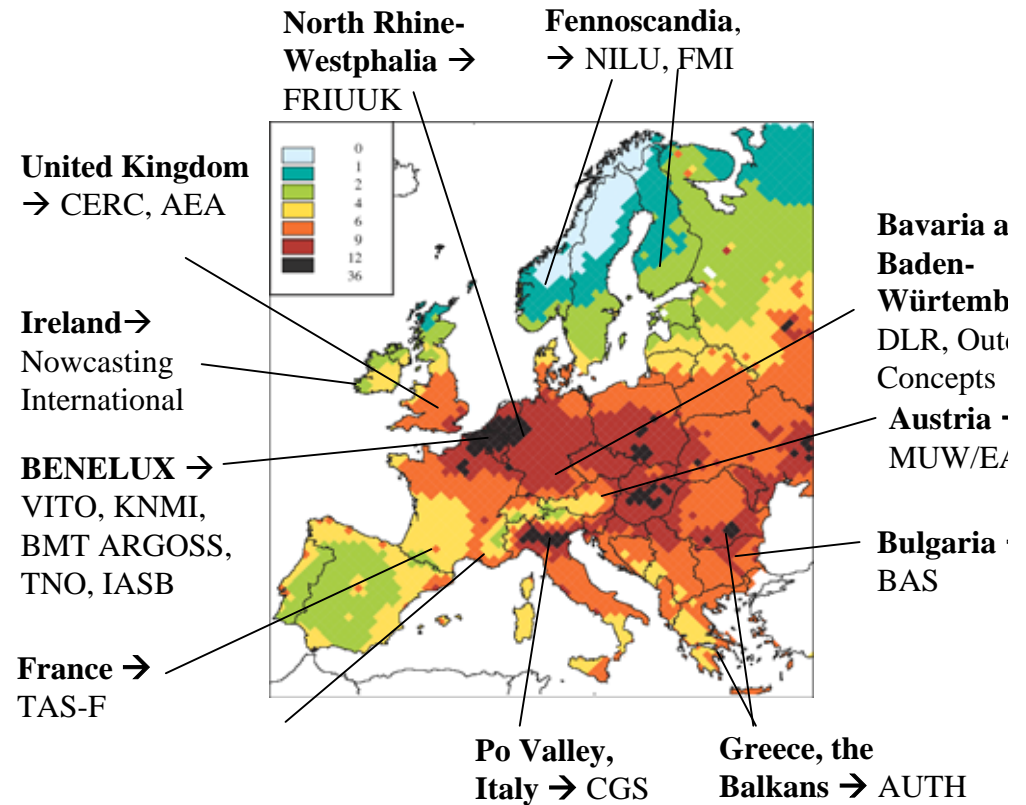 North Rhine-
Westphalia →
FRIUUK
Fennoscandia,
→ NILU, FMI
United Kingdom
→ CERC, AEA
0
1
2
4
6
9
12
36
Ireland→
Nowcasting
International
BENELUX →
VITO, KNMI,
BMT ARGOSS,
TNO, IASB
France →
TAS-F
Bavaria a
Baden-
Würtemb
DLR, Out
Concepts
Austria
MUW/EA
Bulgaria
BAS
Po Valley,
Italy → CGS
Greece, the
Balkans → AUTH